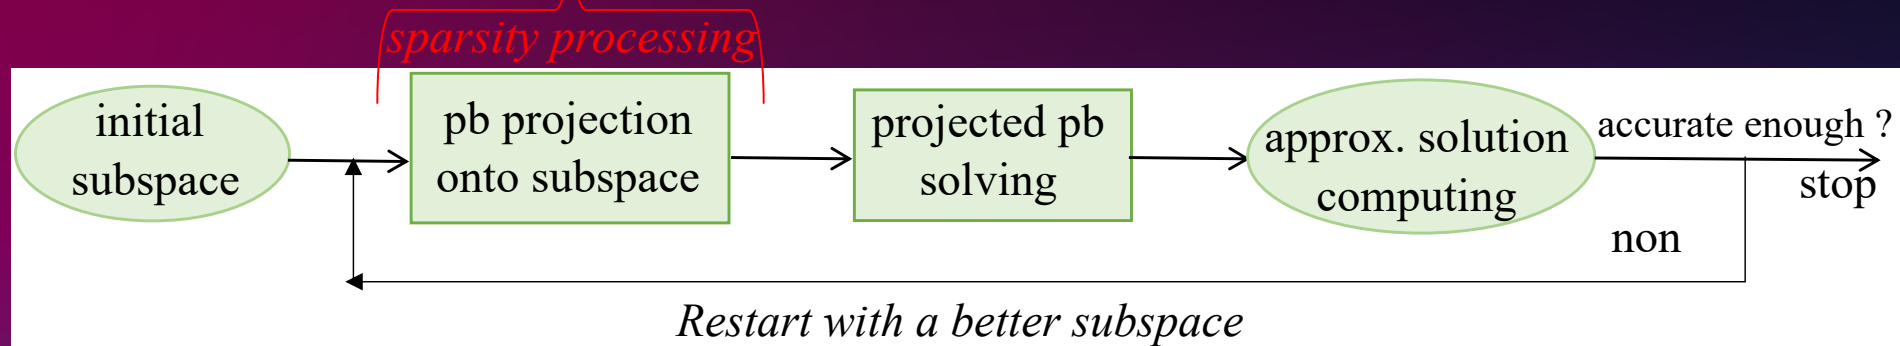 sparsity processing
initial
subspace
pb projection
onto subspace
projected pb
solving
approx. solution
computing
accurate enough ?
stop
non
Restart with a better subspace